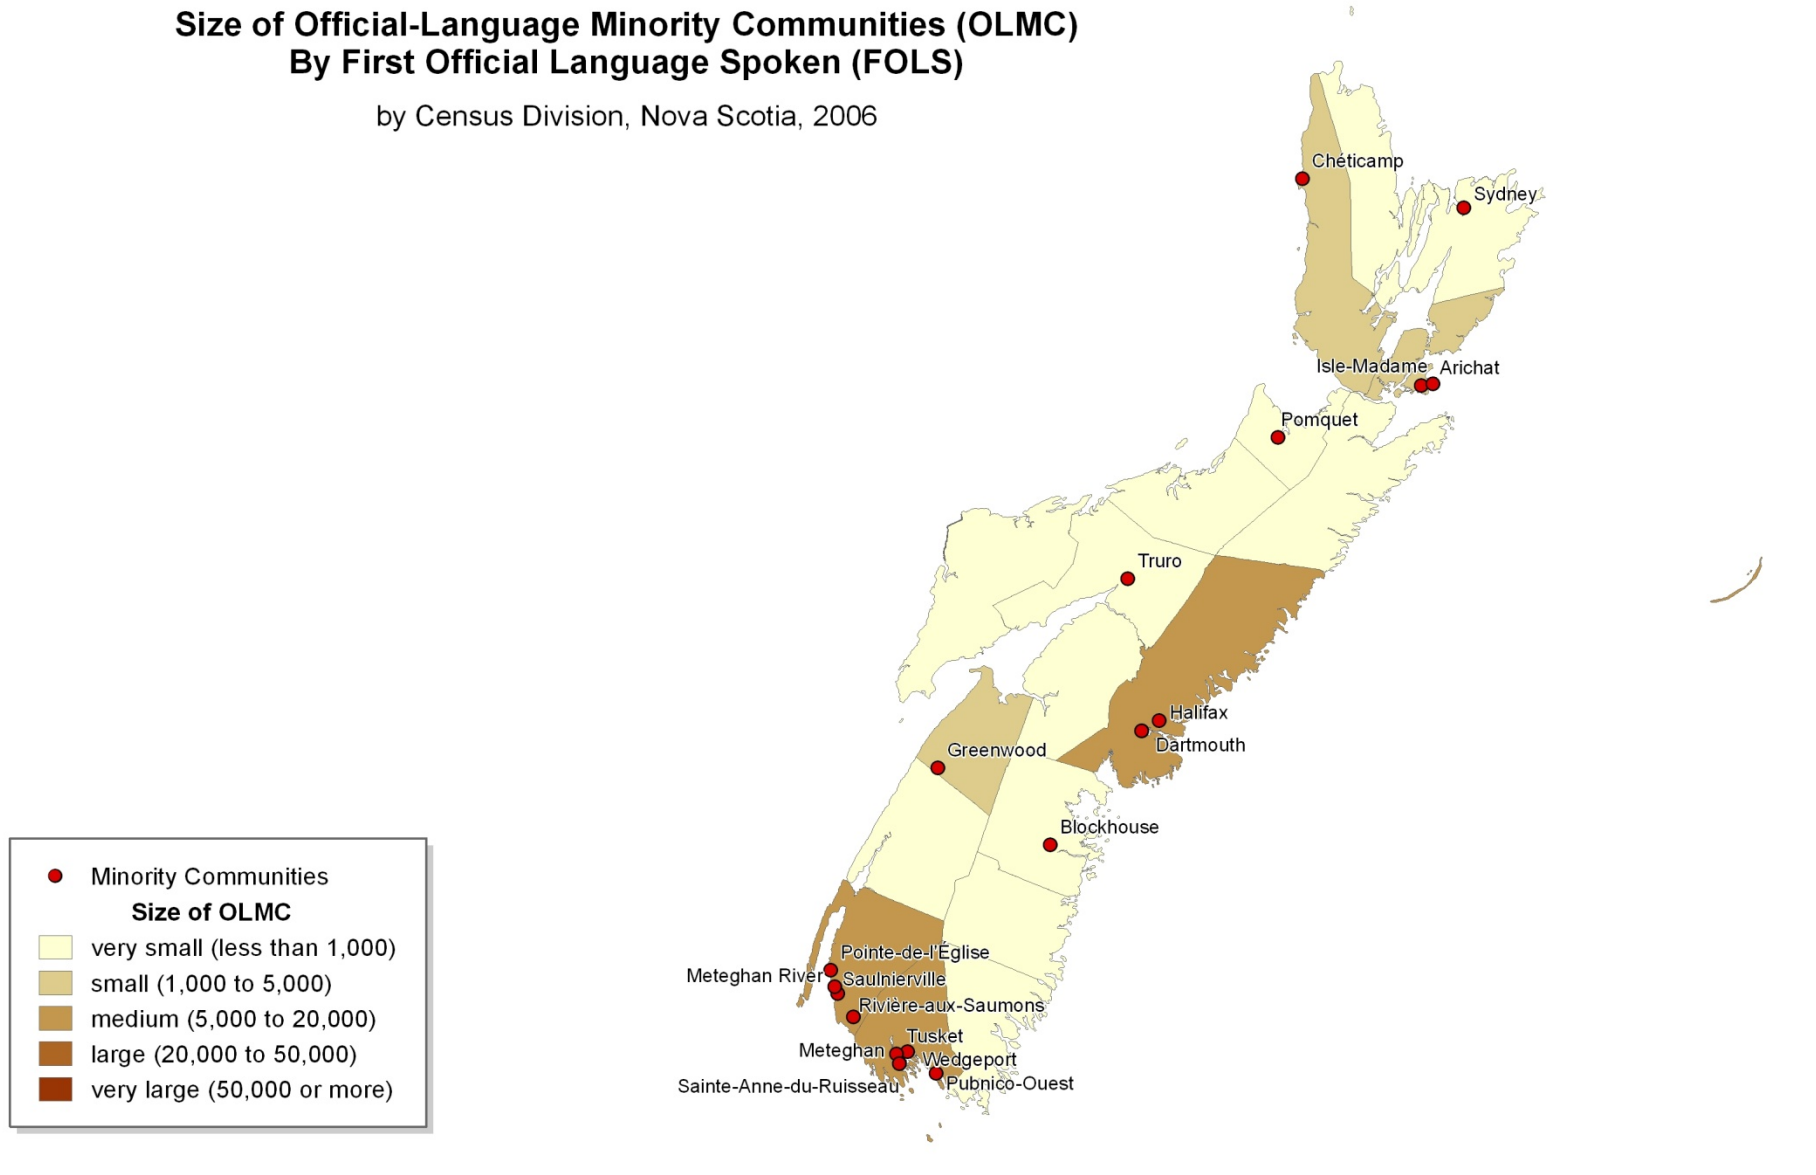 Size of Official-Language Minority Communities (OLMC)
By First Official Language Spoken (FOLS)
by Census Division, Nova Scotia, 2006
Chéticamp
Sydney
Isle-Madame
Arichat
Pomquet
Truro
Halifax
Dartmouth
Greenwood
Blockhouse
Pointe-de-l'Église
Meteghan River
Saulnierville
Rivière-aux-Saumons
Tusket
Meteghan
Wedgeport
Sainte-Anne-du-Ruisseau
Pubnico-Ouest
Minority Communities
Size of OLMC
very small (less than 1,000)
small (1,000 to 5,000)
medium (5,000 to 20,000)
large (20,000 to 50,000)
very large (50,000 or more)